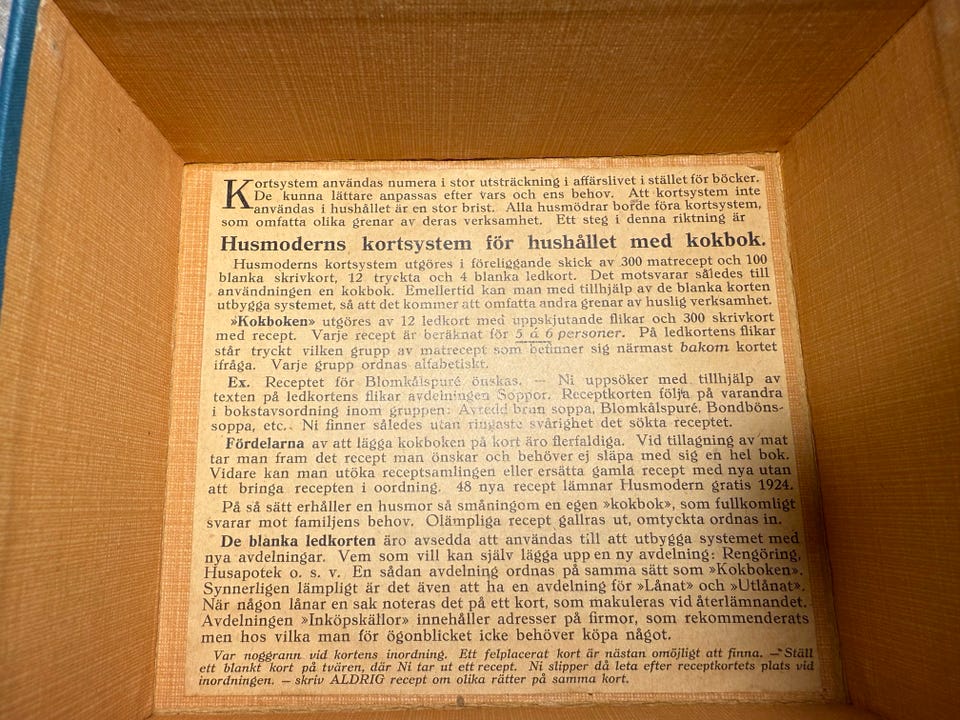 Kortsystem användas numera i stor utsträckning i affärslivet i stället för böcker.
De kunna lättare anpassas efter vars och ens behov. Att kortsystem inte
användas i hushållet är en stor brist. Alla husmödrar borde föra kortsystem,
som omfatta olika grenar av deras verksamhet. Ett steg i denna riktning är
Husmoderns kortsystem för hushållet med kokbok.
Husmoderns kortsystem utgöres i föreliggande skick av 300 matrecept och 100
blanka skrivkort, 12 tryckta och 4 blanka ledkort. Det motsvarar således till
användningen en kokbok. Emellertid kan man med tillhjälp av de blanka korten
utbygga systemet, så att det kommer att omfatta andra grenar av huslig verksamhet.
»Kokboken» utgöres av 12 ledkort med uppskjutande flikar och 300 skrivkort
med recept. Varje recept är beräknat för 5 à 6 personer. På ledkortens flikar
står tryckt vilken grupp av matrecept som befinner sig närmast bakom kortet
ifråga. Varje grupp ordnas alfabetiskt.
Ex. Receptet för Blomkålspuré önskas. — Ni uppsöker med tillhjälp av
texten på ledkortens flikar avdelningen Soppor. Receptkorten följa på varandra
i bokstavsordning inom gruppen: Avredd brun soppa, Blomkålspuré, Bondböns-
soppa, etc. Ni finner således utan ringaste svårighet det sökta receptet.
Fördelarna av att lägga kokboken på kort äro flerfaldiga. Vid tillagning av mat
tar man fram det recept man önskar och behöver ej släpa med sig en hel bok.
Vidare kan man utöka receptsamlingen eller ersätta gamla recept med nya utan
att bringa recepten i oordning. 48 nya recept lämnar Husmodern gratis 1924.
På så sätt erhåller en husmor så småningom en egen »kokbok», som fullkomligt
svarar mot familjens behov. Olämpliga recept gallras ut, omtyckta ordnas in.
De blanka ledkorten äro avsedda att användas till att utbygga systemet med
nya avdelningar. Vem som vill kan själv lägga upp en ny avdelning: Rengöring,
Husapotek o. s. v. En sådan avdelning ordnas på samma sätt som »Kokboken».
Synnerligen lämpligt är det även att ha en avdelning för »Lånat» och »Utlånat».
När någon lånar en sak noteras det på ett kort, som makuleras vid återlämnandet.
Avdelningen »Inköpskällor» innehåller adresser på firmor, som rekommenderats
men hos vilka man för ögonblicket icke behöver köpa något.
Var noggrann vid kortens inordning. Ett felplacerat kort är nästan omöjligt att finna. — Ställ
ett blankt kort på tvären, där Ni tar ut ett recept. Ni slipper då leta efter receptkortets plats vid
inordningen. — skriv ALDRIG recept om olika rätter på samma kort.